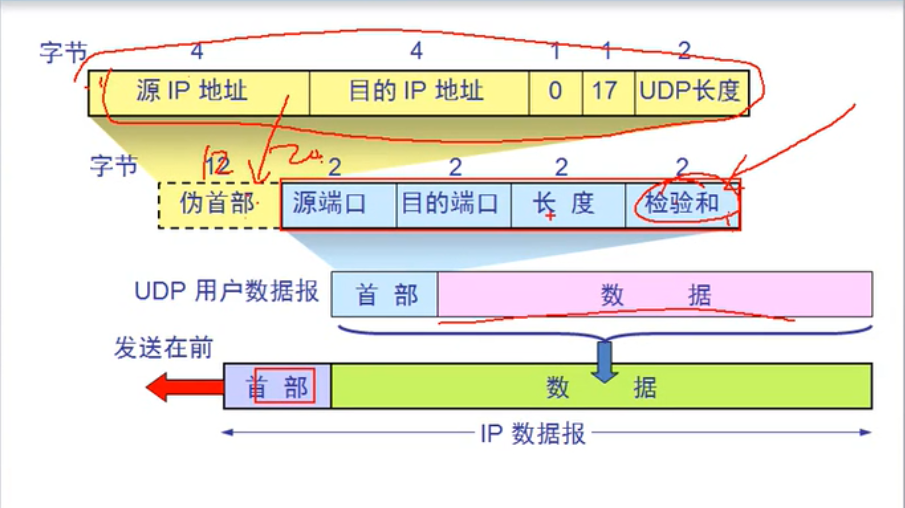 字节 4 4 1 1 2
源 IP 地址 目的 IP 地址 0 17 UDP长度
字节 12 2 2 2 2
12 20
伪首部 源端口 目的端口 长 度 检验和
UDP 用户数据报 首 部 数 据
发送在前
首 部 数 据
IP 数据报